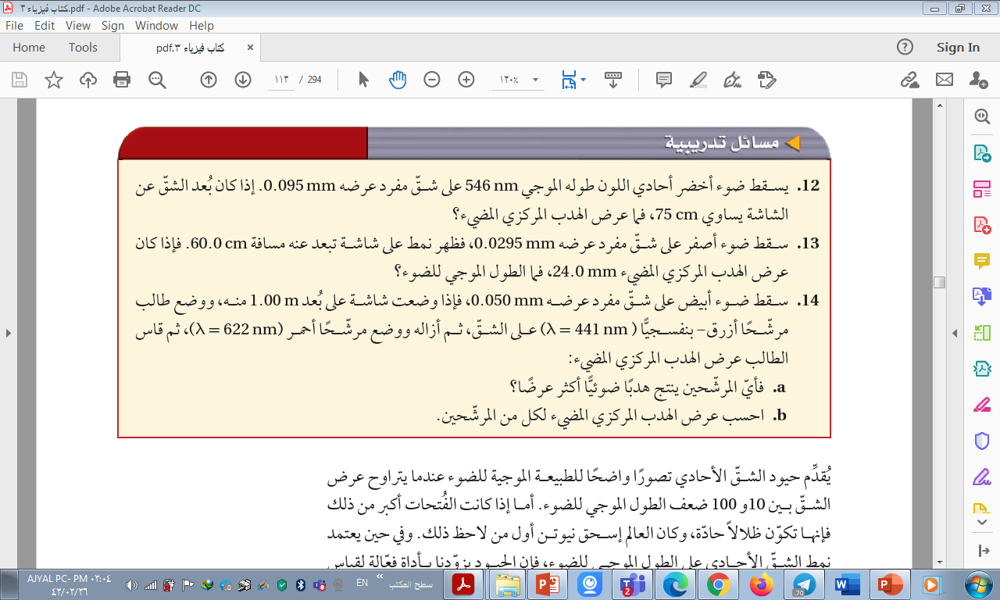 كتاب فيزياء ٣.pdf - Adobe Acrobat Reader DC
File Edit View Sign Window Help
Home Tools كتاب فيزياء ٣.pdf × Sign In
١١٣ / 294 ١٢٠٪
مسائل تدريبية
12. يسقط ضوء أخضر أحادي اللون طوله الموجي 546 nm على شقّ مفرد عرضه 0.095 mm. إذا كان بُعد الشقّ عن
الشاشة يساوي 75 cm، فما عرض الهدب المركزي المضيء؟
13. سقط ضوء أصفر على شقّ مفرد عرضه 0.0295 mm، فظهر نمط على شاشة تبعد عنه مسافة 60.0 cm. فإذا كان
عرض الهدب المركزي المضيء 24.0 mm، فما الطول الموجي للضوء؟
14. سقط ضوء أبيض على شقّ مفرد عرضه 0.050 mm، فإذا وضعت شاشة على بُعد 1.00 m منه، ووضع طالب
مرشّحًا أزرق– بنفسجيًّا (λ = 441 nm) على الشقّ، ثم أزاله ووضع مرشّحًا أحمر (λ = 622 nm)، ثم قاس
الطالب عرض الهدب المركزي المضيء:
a. فأيّ المرشّحين ينتج هدبًا ضوئيًّا أكثر عرضًا؟
b. احسب عرض الهدب المركزي المضيء لكل من المرشّحين.
يُقدِّم حيود الشقّ الأحادي تصورًا واضحًا للطبيعة الموجية للضوء عندما يتراوح عرض
الشقّ بين 10 و 100 ضعف الطول الموجي للضوء. أما إذا كانت الفُتحات أكبر من ذلك
فإنها تكوّن ظلالاً حادّة، وكان العالم إسحق نيوتن أول من لاحظ ذلك. وفي حين يعتمد
نمط الشقّ الأحادي على الطول الموجي للضوء، فإن الحيود يزوّدنا بأداة فعّالة لقياس
AJYAL PC- PM ٠٢:٠٤
٤٢/٠٢/٢٦
EN
سطح المكتب
.70